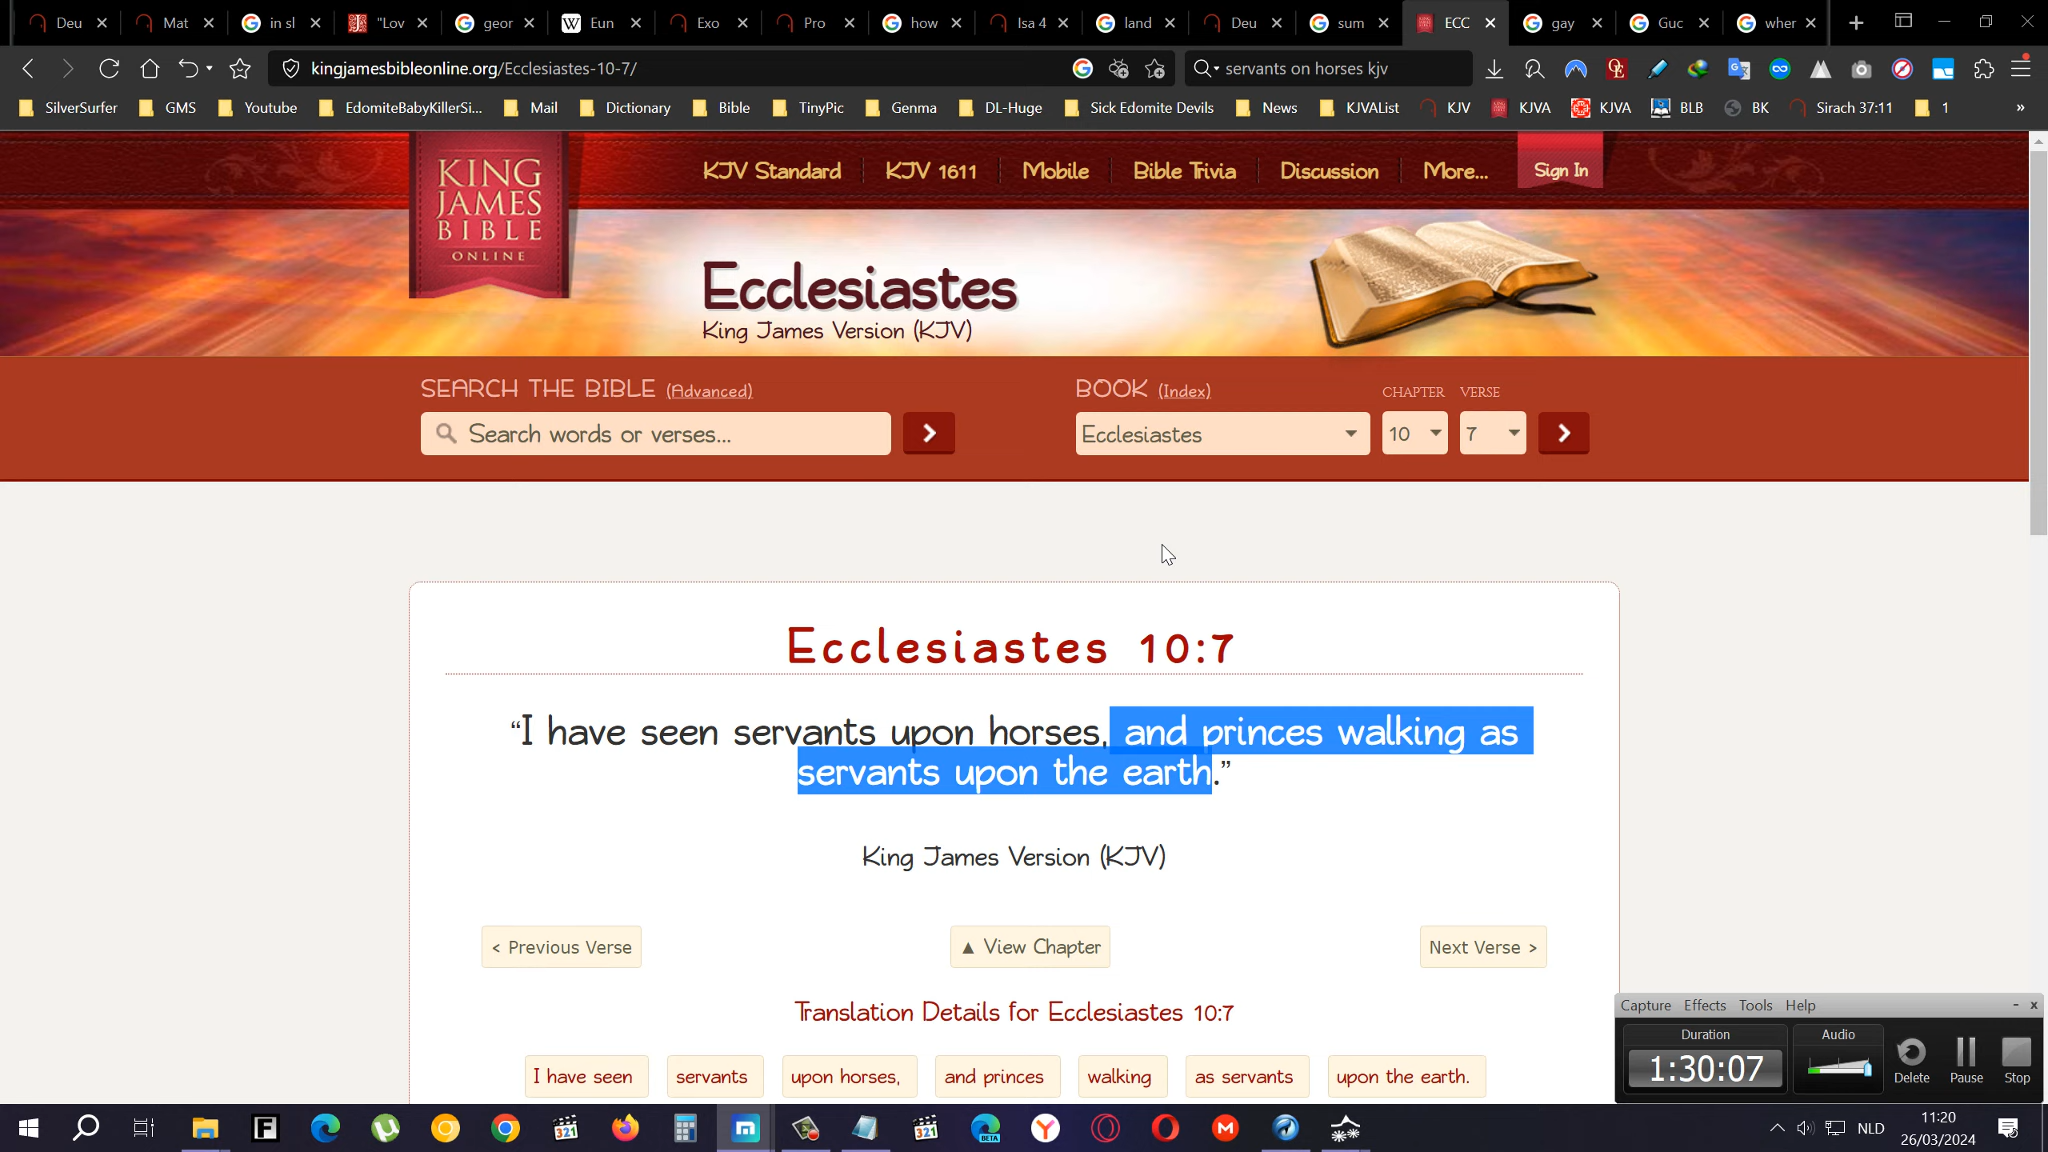 Deu
Mat
in sl
"Lov
geor
Eun
Exo
Pro
how
Isa 4
land
Deu
sum
ECC
gay
Guc
wher
kingjamesbibleonline.org/Ecclesiastes-10-7/
servants on horses kjv
SilverSurfer
GMS
Youtube
EdomiteBabyKillerSi...
Mail
Dictionary
Bible
TinyPic
Genma
DL-Huge
Sick Edomite Devils
News
KJVAList
KJV
KJVA
KJVA
BLB
BK
Sirach 37:11
1
»
KING
JAMES
BIBLE
ONLINE
KJV Standard
KJV 1611
Mobile
Bible Trivia
Discussion
More...
Sign In
Ecclesiastes
King James Version (KJV)
SEARCH THE BIBLE (Advanced)
Search words or verses...
BOOK (Index)
CHAPTER
VERSE
Ecclesiastes
10
7
Ecclesiastes 10:7
“I have seen servants upon horses, and princes walking as
servants upon the earth.”
King James Version (KJV)
< Previous Verse
▲ View Chapter
Next Verse >
Translation Details for Ecclesiastes 10:7
I have seen
servants
upon horses,
and princes
walking
as servants
upon the earth.
Capture Effects Tools Help
Duration
1:30:07
Audio
Delete
Pause
Stop
321
321
BETA
NLD
11:20
26/03/2024